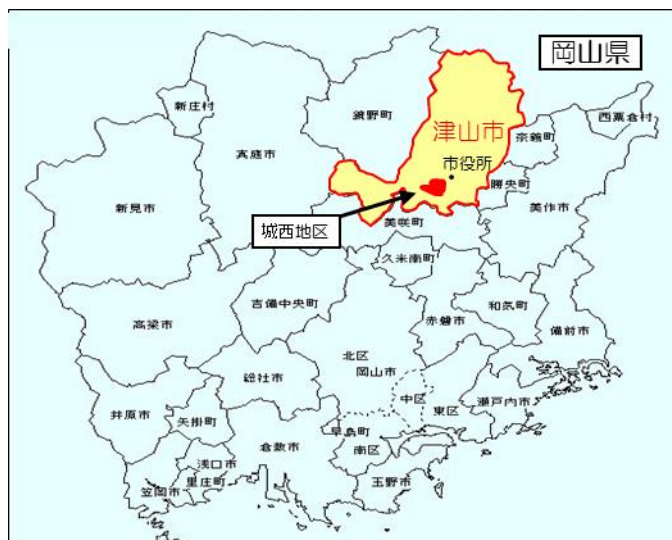 岡山県
新庄村
鏡野町
西粟倉村
津山市
奈義町
真庭市
市役所
勝央町
新見市
美作市
城西地区
美咲町
久米南町
吉備中央町
和気町
高梁市
赤磐市
備前市
北区
岡山市
総社市
中区
瀬戸内市
井原市
矢掛町
東区
早島町
倉敷市
南区
浅口市
里庄町
笠岡市
玉野市